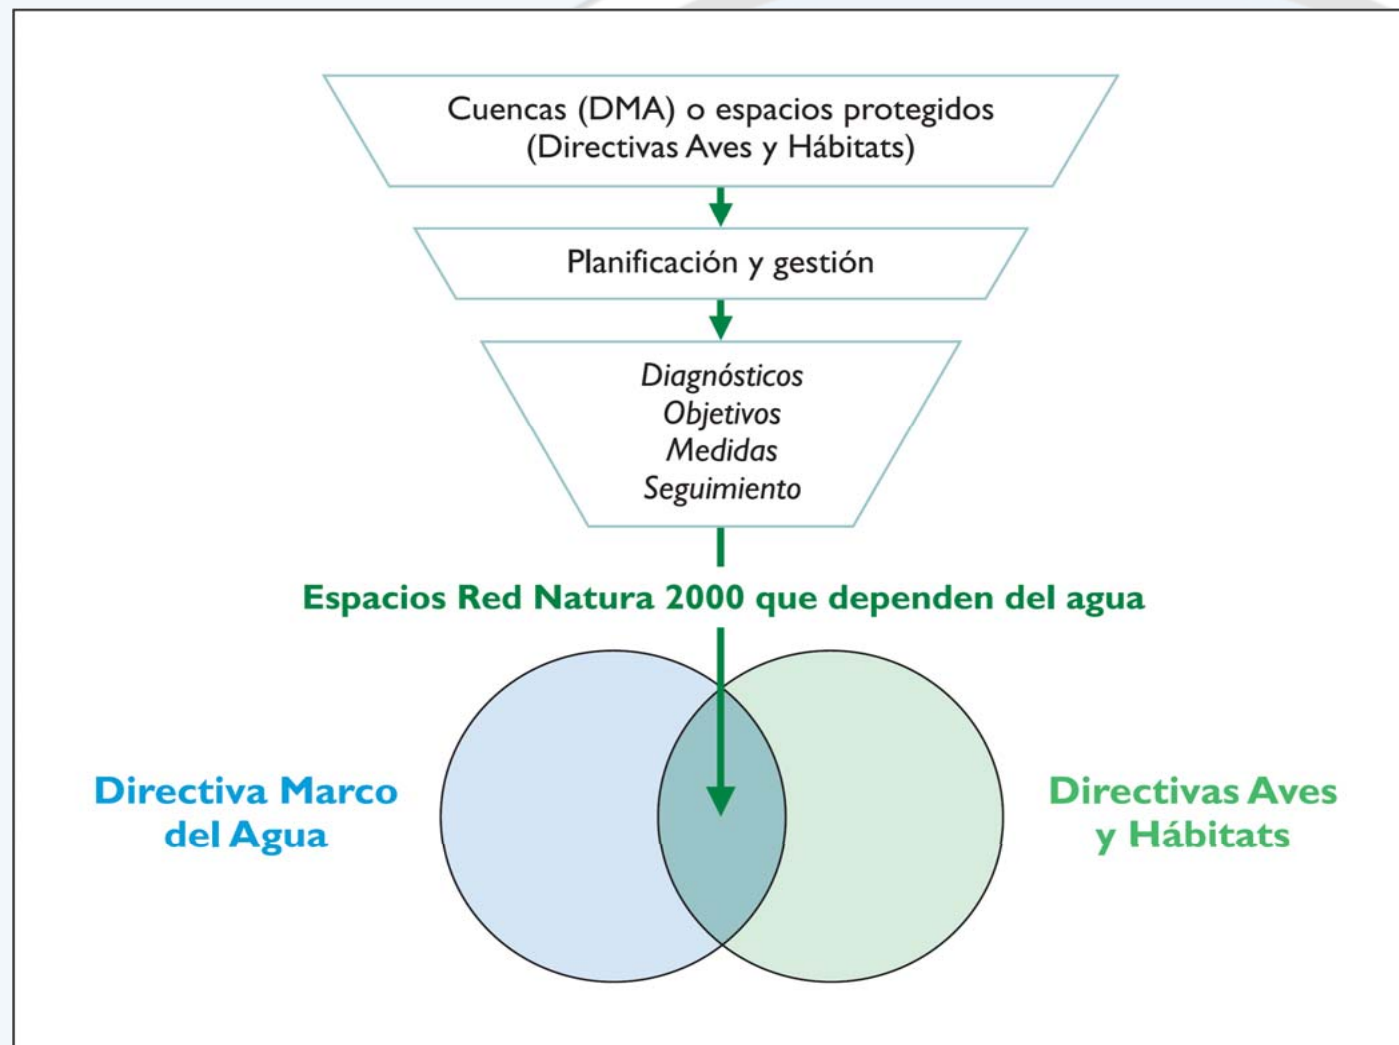 Cuencas (DMA) o espacios protegidos
(Directivas Aves y Hábitats)
Planificación y gestión
Diagnósticos
Objetivos
Medidas
Seguimiento
Espacios Red Natura 2000 que dependen del agua
Directiva Marco
del Agua
Directivas Aves
y Hábitats